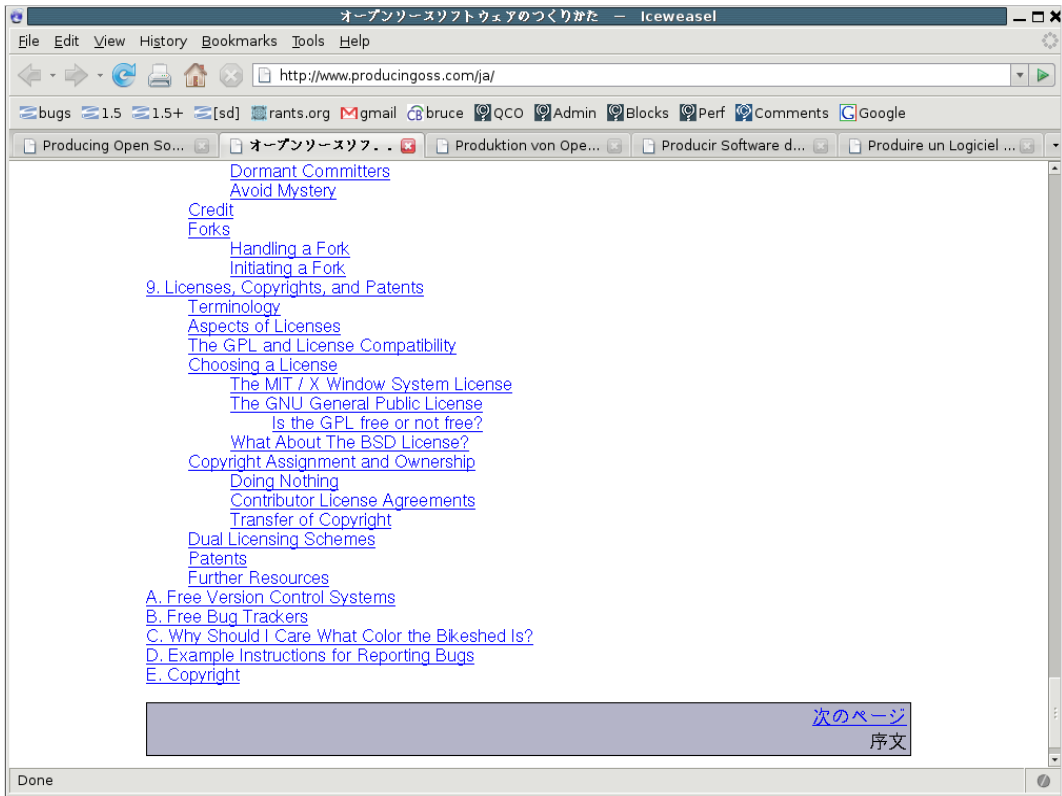 オープンソースソフトウェアのつくりかた — Iceweasel
File Edit View History Bookmarks Tools Help
http://www.producingoss.com/ja/
bugs 1.5 1.5+ [sd] rants.org gmail bruce QCO Admin Blocks Perf Comments Google
Producing Open So... オープンソースソフ... Produktion von Ope... Producir Software d... Produire un Logiciel ...
Dormant Committers
Avoid Mystery
Credit
Forks
Handling a Fork
Initiating a Fork
9. Licenses, Copyrights, and Patents
Terminology
Aspects of Licenses
The GPL and License Compatibility
Choosing a License
The MIT / X Window System License
The GNU General Public License
Is the GPL free or not free?
What About The BSD License?
Copyright Assignment and Ownership
Doing Nothing
Contributor License Agreements
Transfer of Copyright
Dual Licensing Schemes
Patents
Further Resources
A. Free Version Control Systems
B. Free Bug Trackers
C. Why Should I Care What Color the Bikeshed Is?
D. Example Instructions for Reporting Bugs
E. Copyright
次のページ
序文
Done